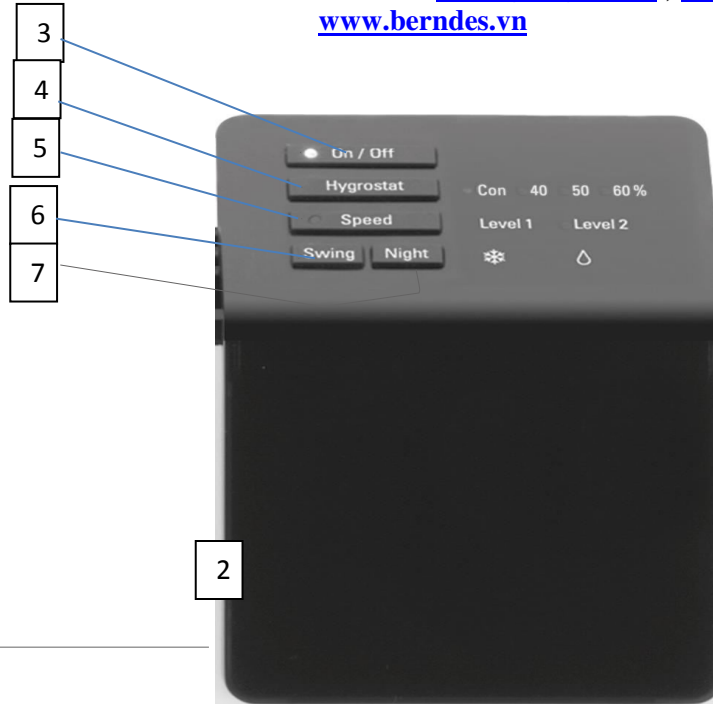 www.berndes.vn
3
4
5
6
7
On / Off
Hygrostat
Con 40 50 60 %
Speed
Level 1 Level 2
Swing Night
2